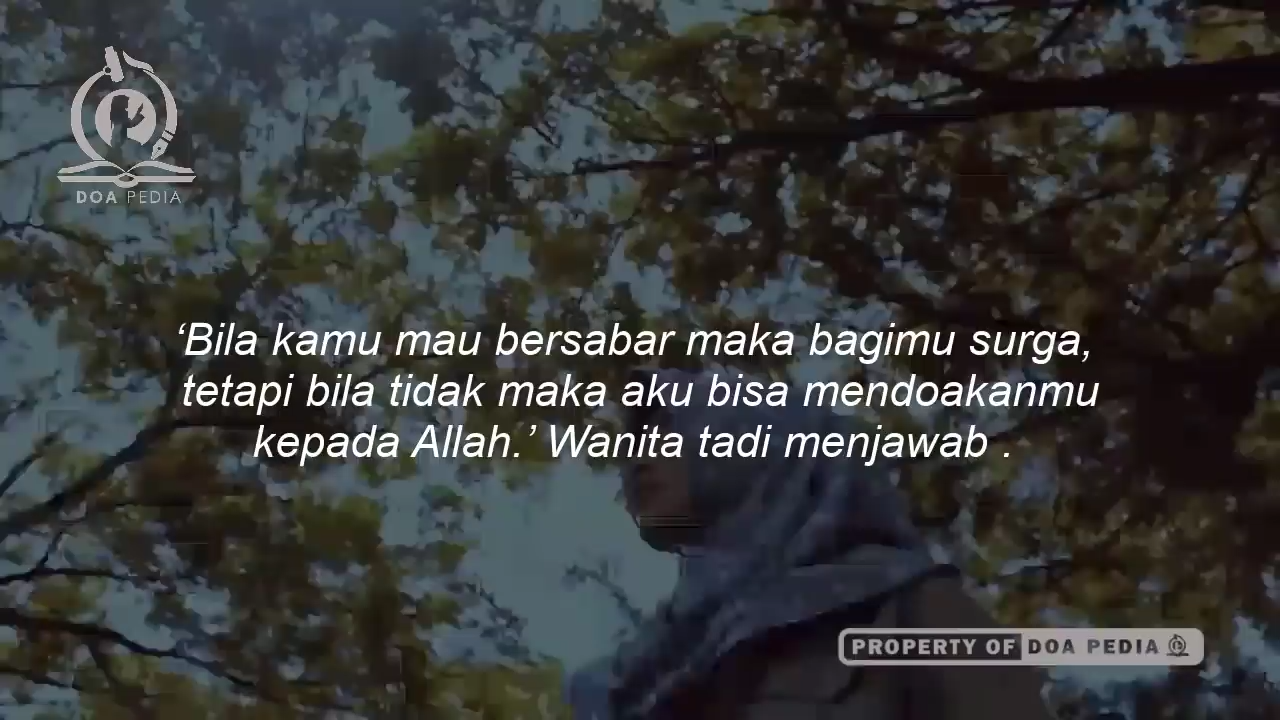 DOA PEDIA
‘Bila kamu mau bersabar maka bagimu surga,
tetapi bila tidak maka aku bisa mendoakanmu
kepada Allah.’ Wanita tadi menjawab .
PROPERTY OF DOA PEDIA